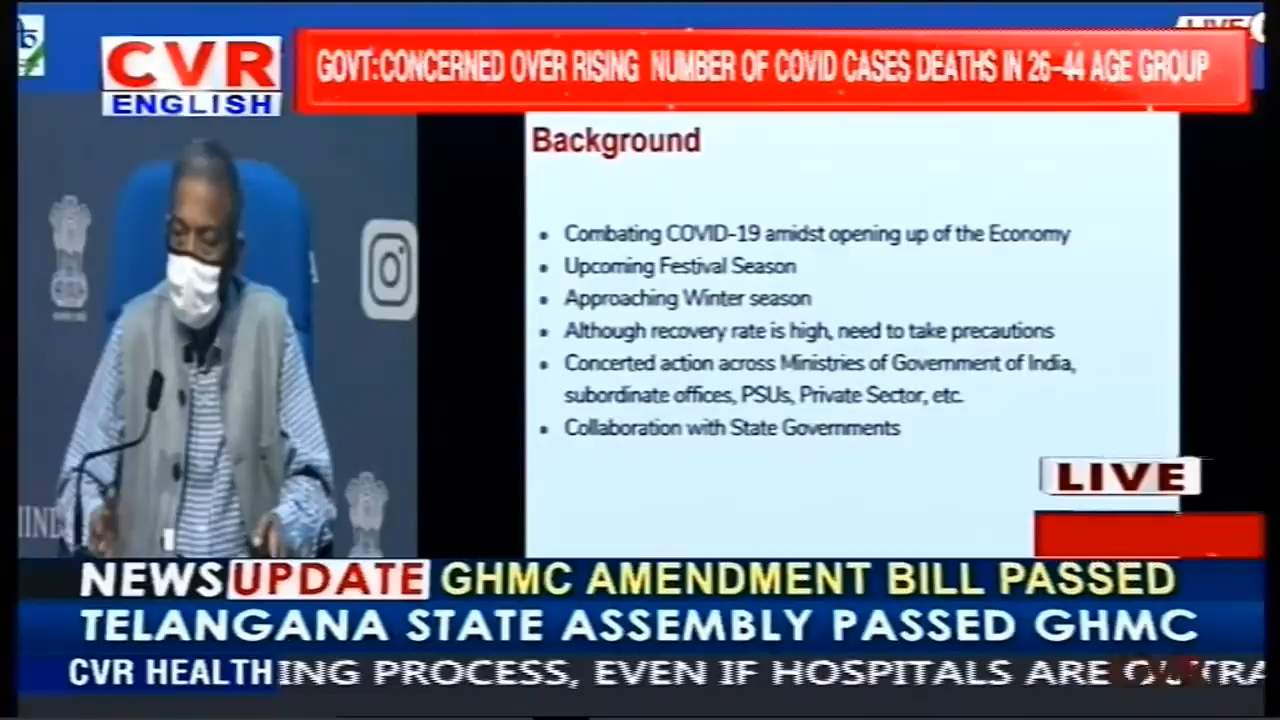 LIVE
CVR
ENGLISH
GOVT:CONCERNED OVER RISING NUMBER OF COVID CASES DEATHS IN 26-44 AGE GROUP
Background
• Combating COVID-19 amidst opening up of the Economy
• Upcoming Festival Season
• Approaching Winter season
• Although recovery rate is high, need to take precautions
• Concerted action across Ministries of Government of India,
subordinate offices, PSUs, Private Sector, etc.
• Collaboration with State Governments
LIVE
NEWS UPDATE GHMC AMENDMENT BILL PASSED
TELANGANA STATE ASSEMBLY PASSED GHMC
CVR HEALTH ING PROCESS, EVEN IF HOSPITALS ARE